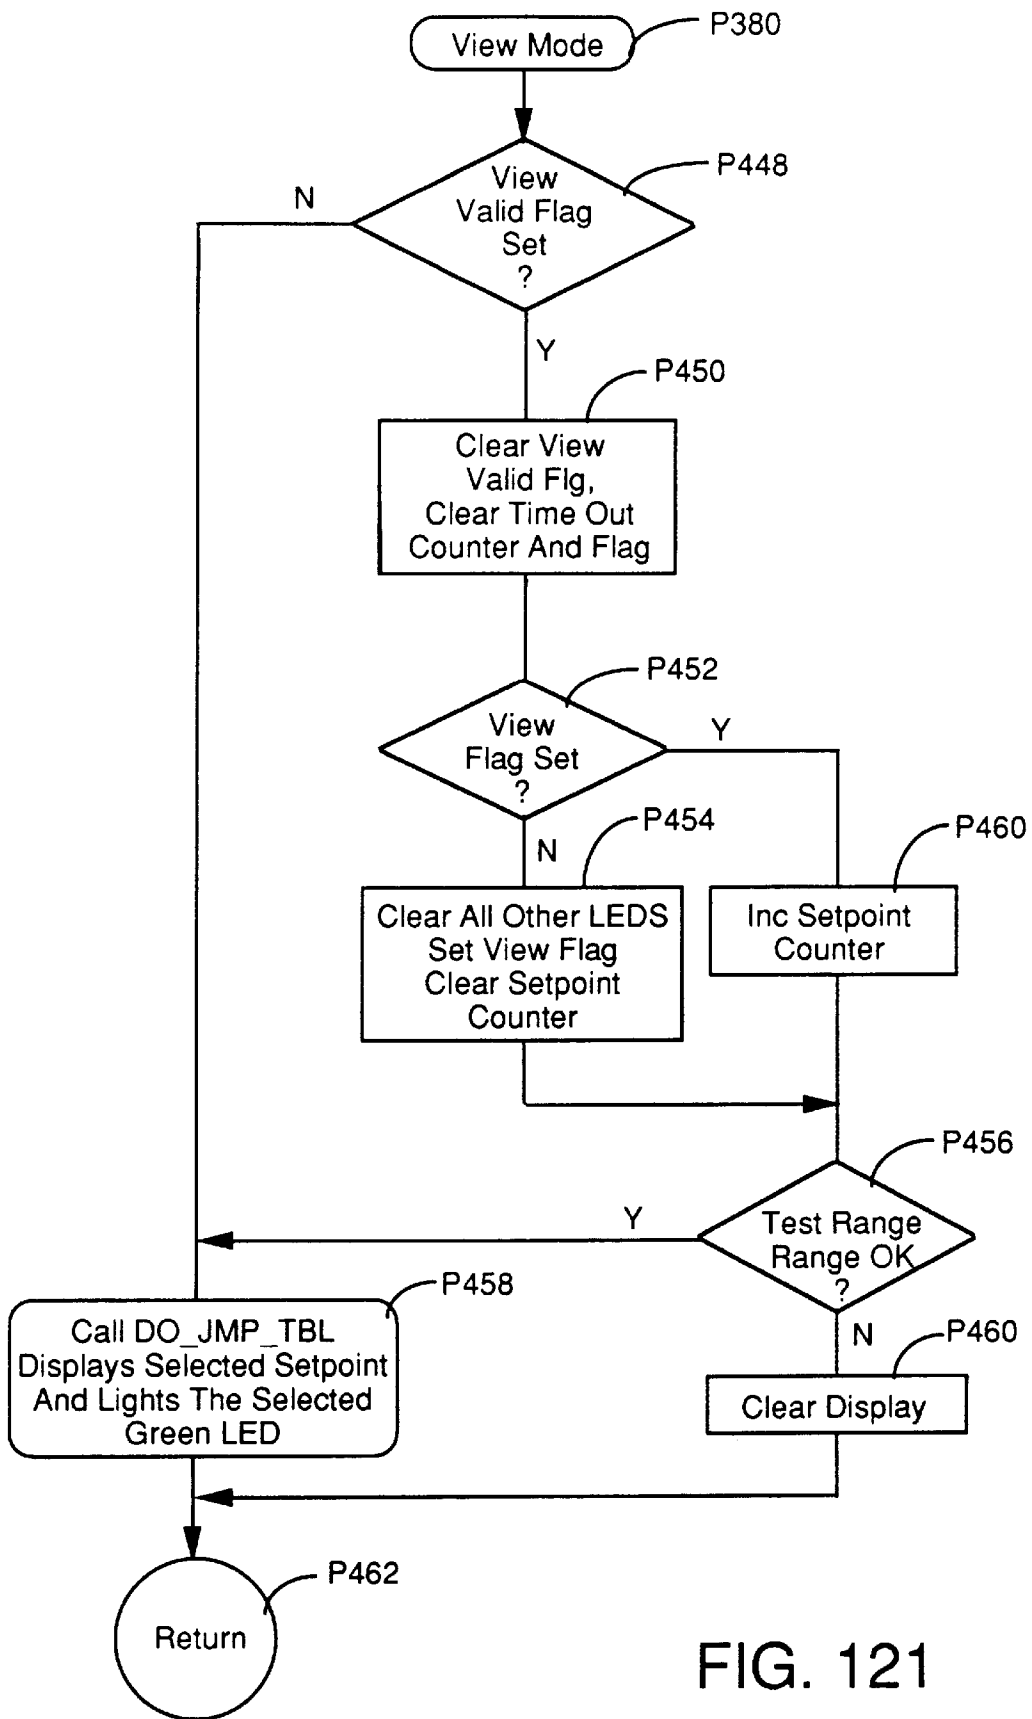 View Mode
P380
View
Valid Flag
Set
?
P448
N
Y
P450
Clear View
Valid Flg,
Clear Time Out
Counter And Flag
P452
View
Flag Set
?
Y
N
P454
Clear All Other LEDS
Set View Flag
Clear Setpoint
Counter
P460
Inc Setpoint
Counter
P456
Test Range
Range OK
?
Y
N
P458
Call DO_JMP_TBL
Displays Selected Setpoint
And Lights The Selected
Green LED
P460
Clear Display
P462
Return
FIG. 121